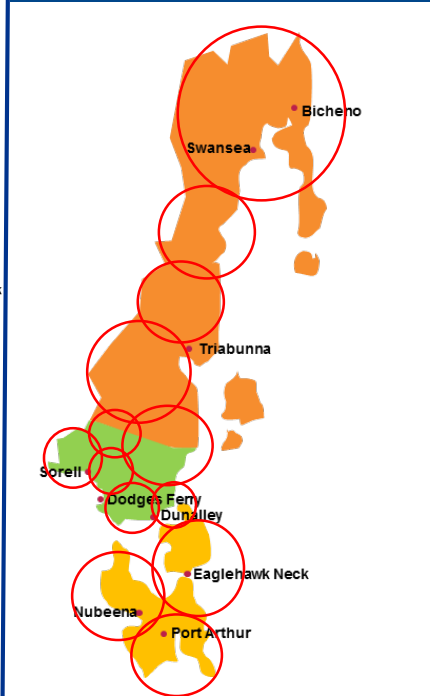 Bicheno
Swansea
Triabunna
Sorell
Dodges Ferry
Dunalley
Eaglehawk Neck
Nubeena
Port Arthur